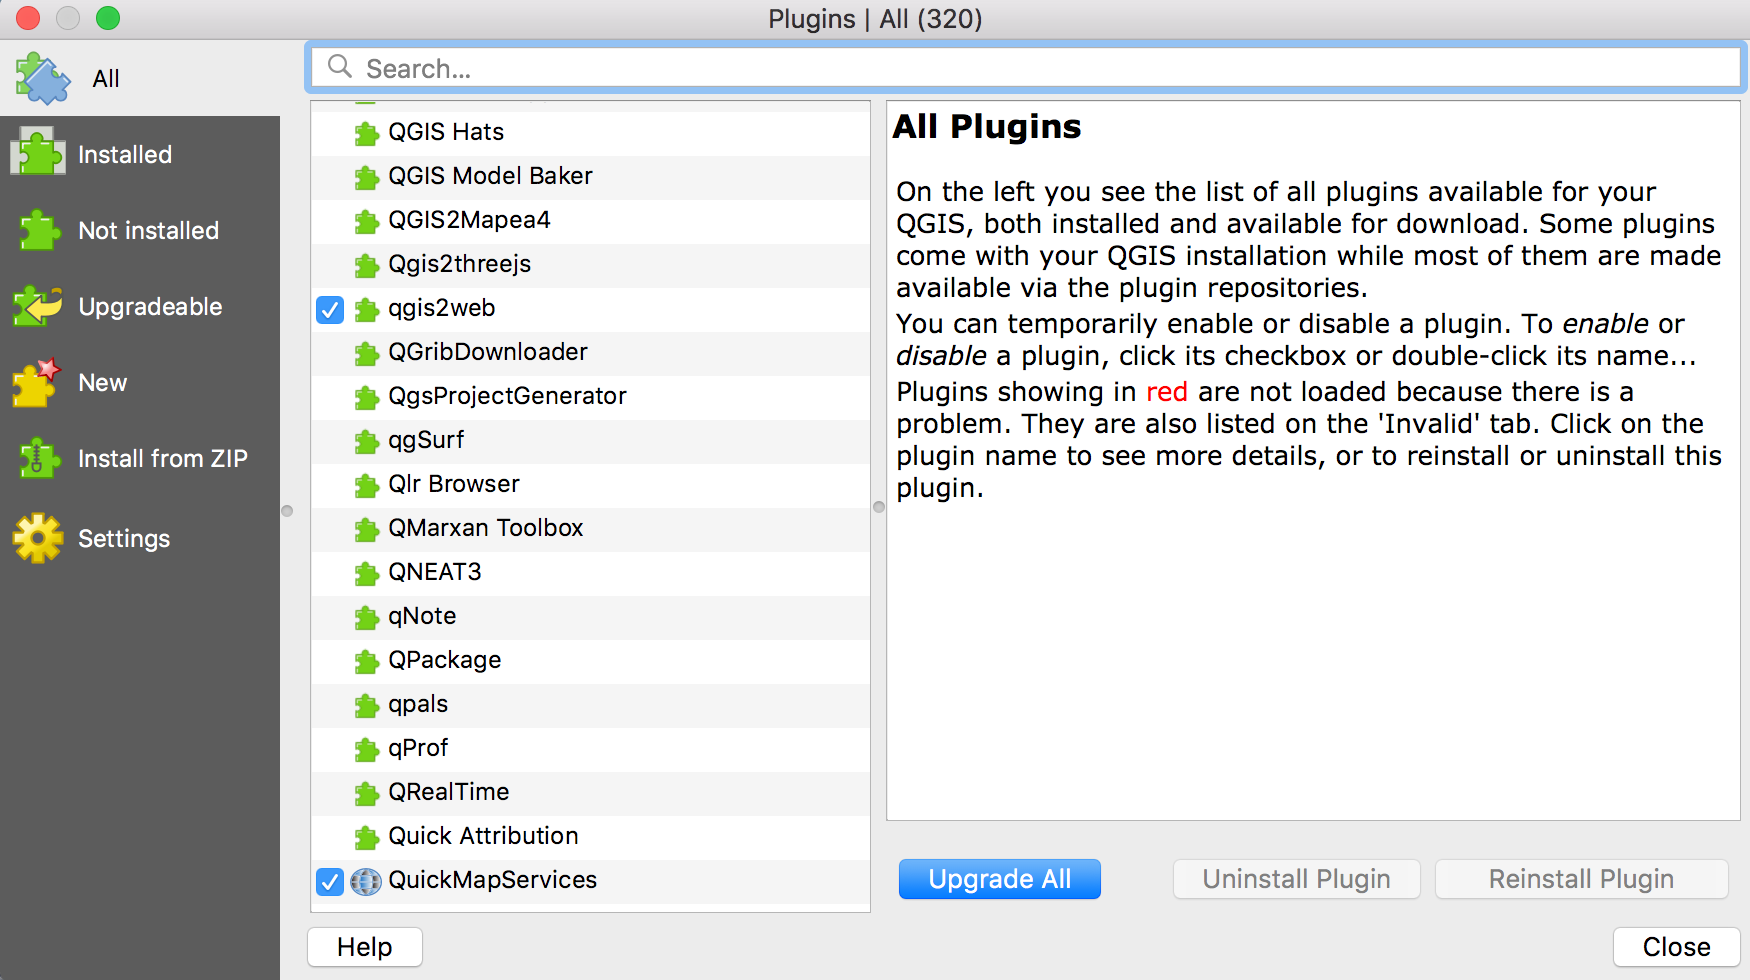 Plugins | All (320)
All
Installed
Not installed
Upgradeable
New
Install from ZIP
Settings
Search...
QGIS Hats
QGIS Model Baker
QGIS2Mapea4
Qgis2threejs
qgis2web
QGribDownloader
QgsProjectGenerator
qgSurf
Qlr Browser
QMarxan Toolbox
QNEAT3
qNote
QPackage
qpals
qProf
QRealTime
Quick Attribution
QuickMapServices
All Plugins
On the left you see the list of all plugins available for your
QGIS, both installed and available for download. Some plugins
come with your QGIS installation while most of them are made
available via the plugin repositories.
You can temporarily enable or disable a plugin. To enable or
disable a plugin, click its checkbox or double-click its name...
Plugins showing in red are not loaded because there is a
problem. They are also listed on the 'Invalid' tab. Click on the
plugin name to see more details, or to reinstall or uninstall this
plugin.
Upgrade All
Uninstall Plugin
Reinstall Plugin
Help
Close